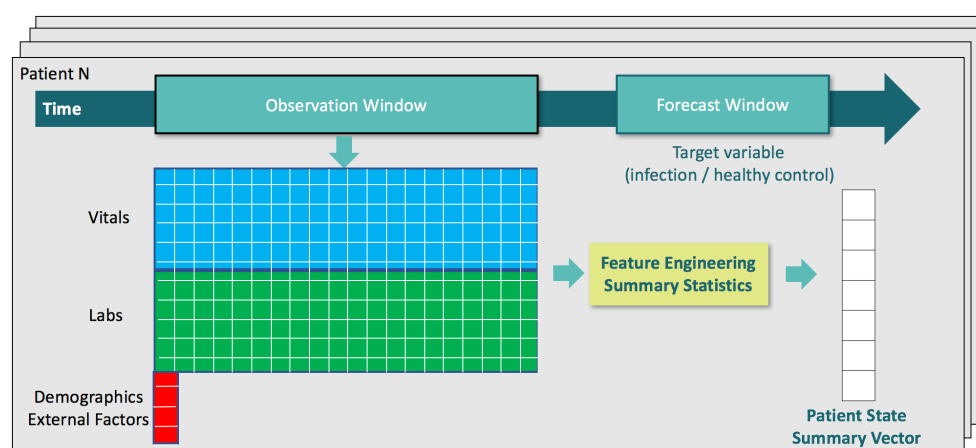 Patient N
Time
Observation Window
Forecast Window
Target variable
(infection / healthy control)
Vitals
Feature Engineering
Summary Statistics
Labs
Demographics
External Factors
Patient State
Summary Vector